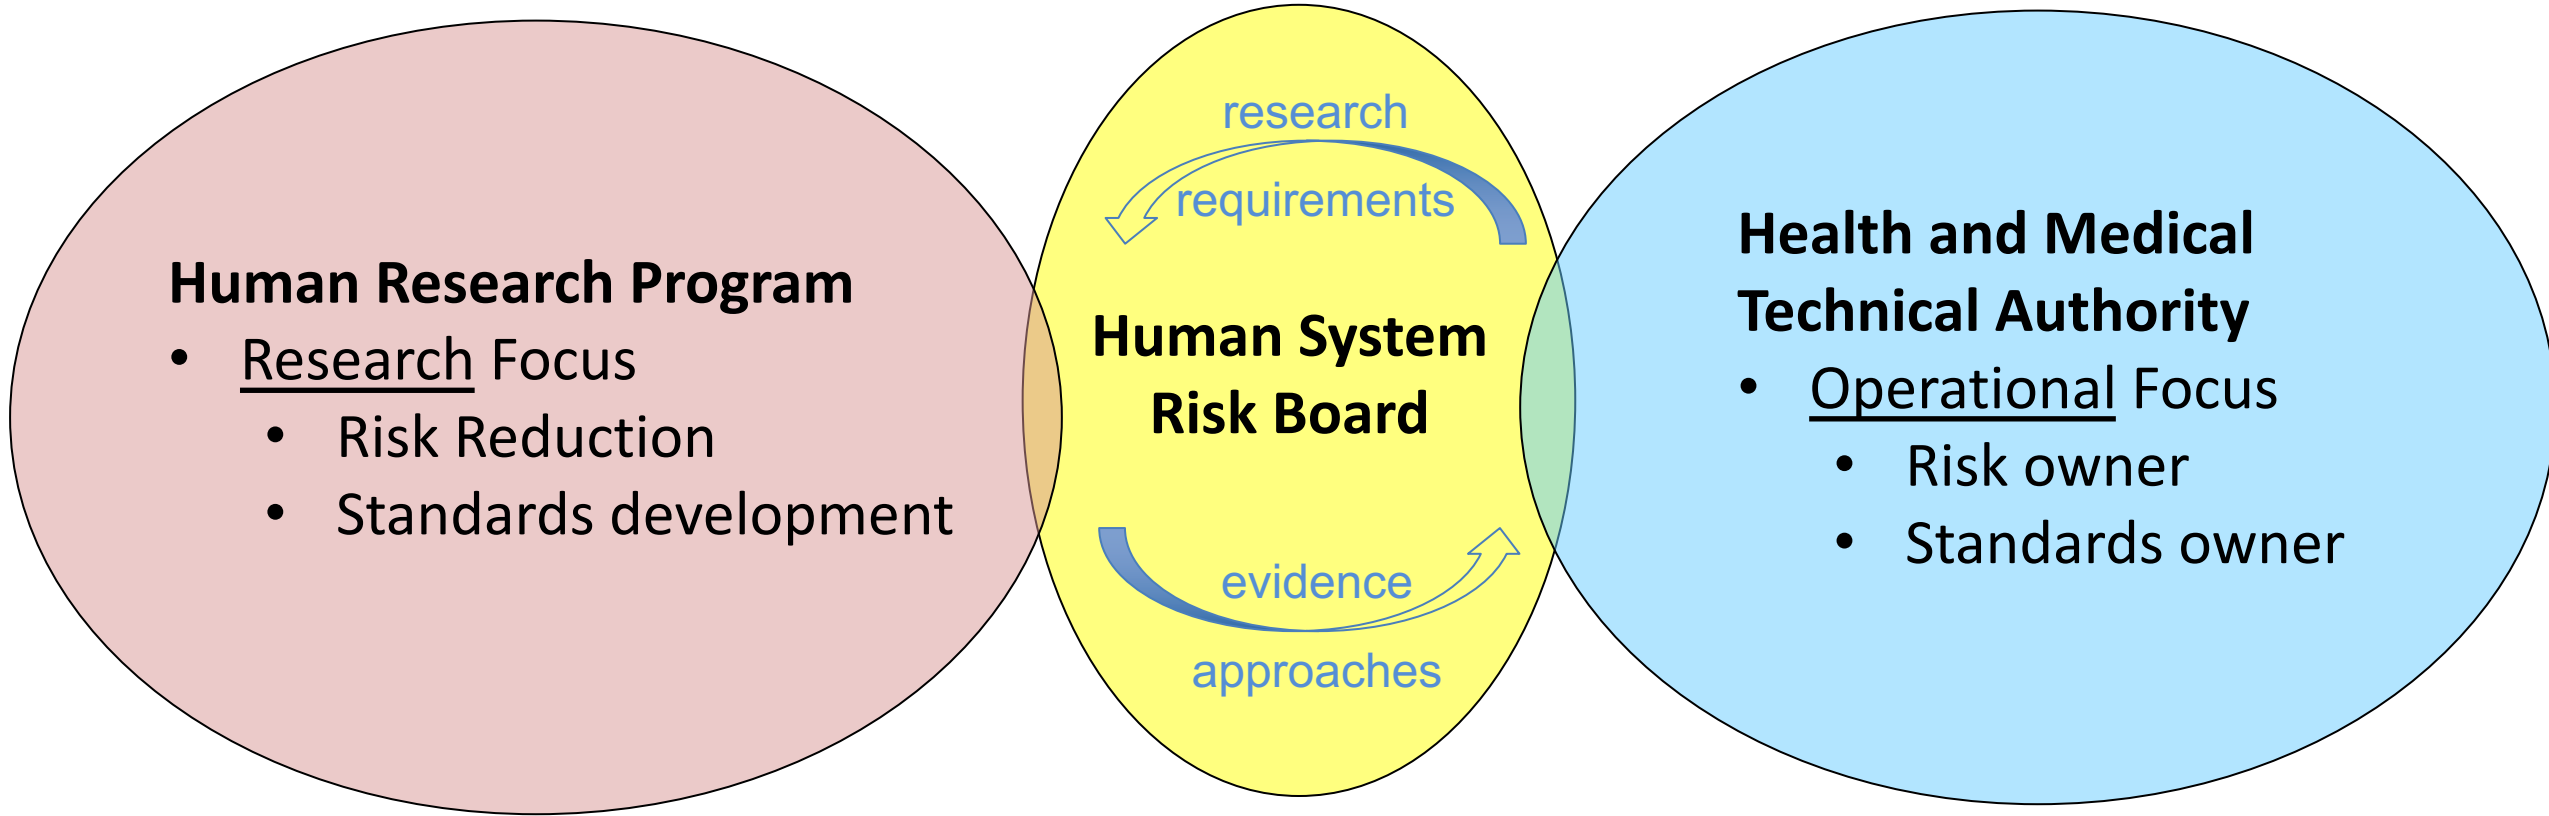 Human Research Program
• Research Focus
• Risk Reduction
• Standards development
research
requirements
Human System
Risk Board
evidence
approaches
Health and Medical
Technical Authority
• Operational Focus
• Risk owner
• Standards owner